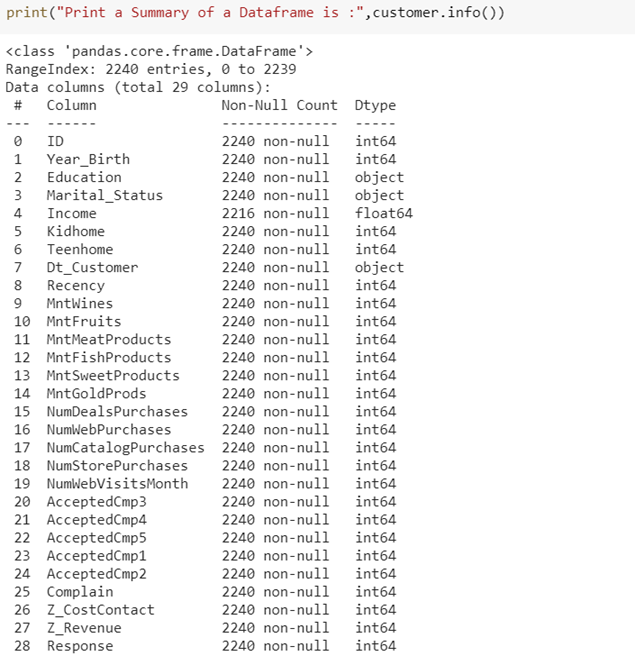 print("Print a Summary of a Dataframe is :",customer.info())
<class 'pandas.core.frame.DataFrame'>
RangeIndex: 2240 entries, 0 to 2239
Data columns (total 29 columns):
 #   Column               Non-Null Count  Dtype
---  ------               --------------  -----
 0   ID                   2240 non-null   int64
 1   Year_Birth           2240 non-null   int64
 2   Education            2240 non-null   object
 3   Marital_Status       2240 non-null   object
 4   Income               2216 non-null   float64
 5   Kidhome              2240 non-null   int64
 6   Teenhome             2240 non-null   int64
 7   Dt_Customer          2240 non-null   object
 8   Recency              2240 non-null   int64
 9   MntWines             2240 non-null   int64
 10  MntFruits            2240 non-null   int64
 11  MntMeatProducts      2240 non-null   int64
 12  MntFishProducts      2240 non-null   int64
 13  MntSweetProducts     2240 non-null   int64
 14  MntGoldProds         2240 non-null   int64
 15  NumDealsPurchases    2240 non-null   int64
 16  NumWebPurchases      2240 non-null   int64
 17  NumCatalogPurchases  2240 non-null   int64
 18  NumStorePurchases    2240 non-null   int64
 19  NumWebVisitsMonth    2240 non-null   int64
 20  AcceptedCmp3         2240 non-null   int64
 21  AcceptedCmp4         2240 non-null   int64
 22  AcceptedCmp5         2240 non-null   int64
 23  AcceptedCmp1         2240 non-null   int64
 24  AcceptedCmp2         2240 non-null   int64
 25  Complain             2240 non-null   int64
 26  Z_CostContact        2240 non-null   int64
 27  Z_Revenue            2240 non-null   int64
 28  Response             2240 non-null   int64